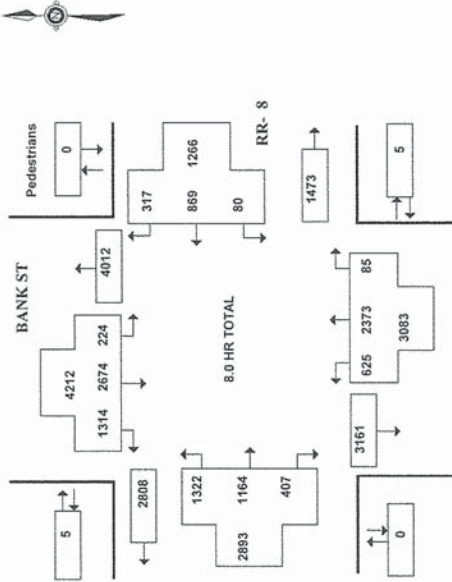 N
Pedestrians
0
BANK ST
5
4012
4212
1314 2674 224
317
869
80
1266
RR- 8
2808
1473
8.0 HR TOTAL
1322
1164
407
2893
5
3161
625 2373 85
3083
0